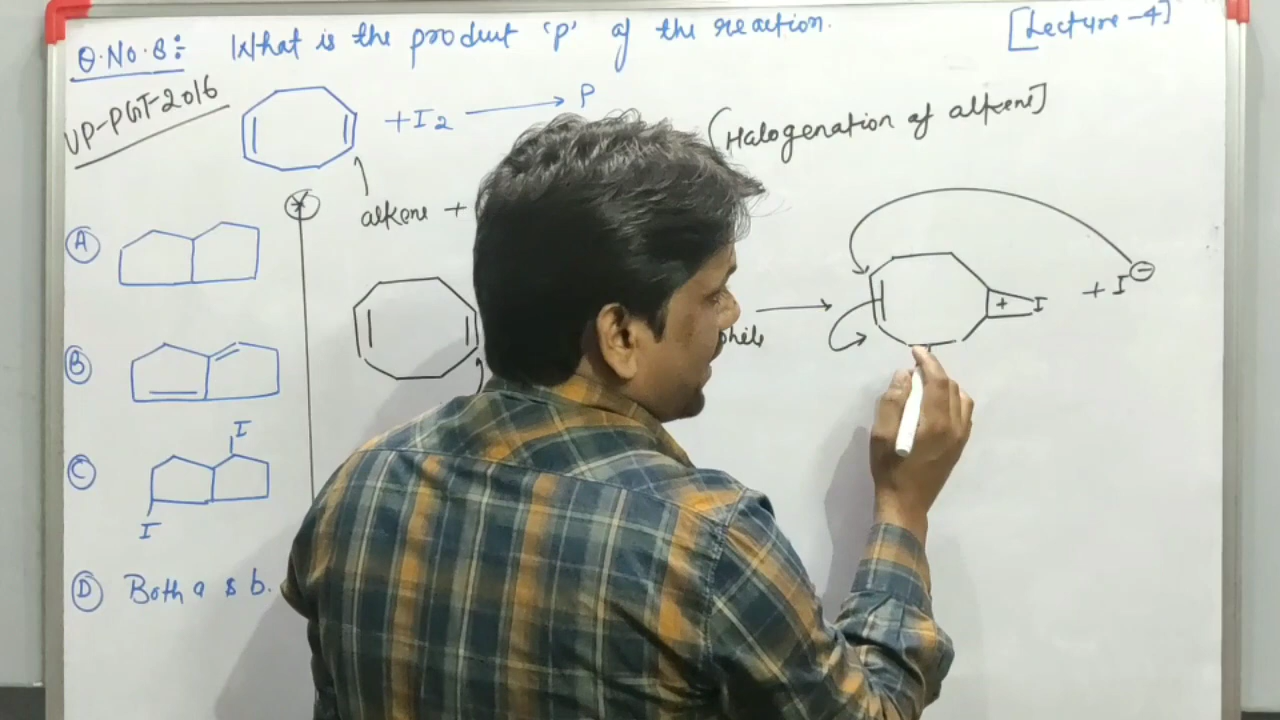 Q.No.8: What is the product 'p' of the reaction. [Lecture-4]
UP-PGT-2016
+I2 → P
(Halogenation of alkene]
alkene +
A
B
I
C
I
D Both a & b.
+
I
+ I⊖